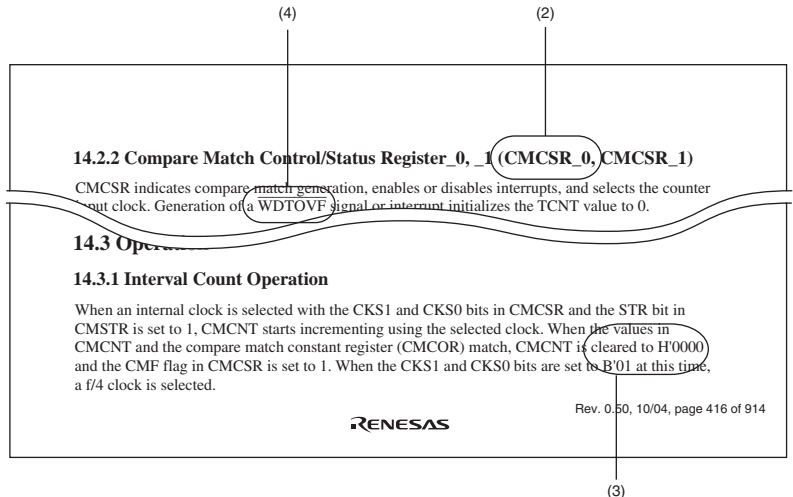 (4)
(2)
14.2.2 Compare Match Control/Status Register_0, _1 (CMCSR_0, CMCSR_1)
CMCSR indicates compare match generation, enables or disables interrupts, and selects the counter
input clock. Generation of a WDTOVF signal or interrupt initializes the TCNT value to 0.
14.3 Operation
14.3.1 Interval Count Operation
When an internal clock is selected with the CKS1 and CKS0 bits in CMCSR and the STR bit in
CMSTR is set to 1, CMCNT starts incrementing using the selected clock. When the values in
CMCNT and the compare match constant register (CMCOR) match, CMCNT is cleared to H'0000
and the CMF flag in CMCSR is set to 1. When the CKS1 and CKS0 bits are set to B'01 at this time,
a f/4 clock is selected.
Rev. 0.50, 10/04, page 416 of 914
RENESAS
(3)